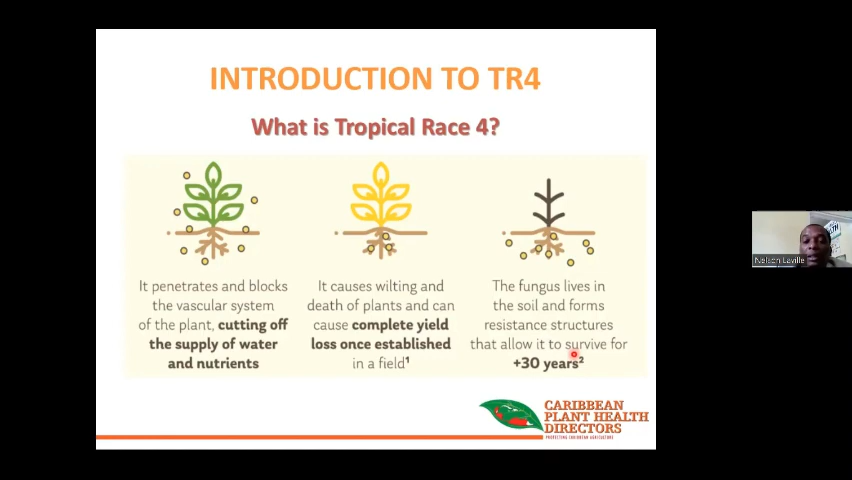 INTRODUCTION TO TR4
What is Tropical Race 4?
It penetrates and blocks
the vascular system
of the plant, cutting off
the supply of water
and nutrients
It causes wilting and
death of plants and can
cause complete yield
loss once established
in a field¹
The fungus lives in
the soil and forms
resistance structures
that allow it to survive for
+30 years²
CARIBBEAN
PLANT HEALTH
DIRECTORS
PROTECTING CARIBBEAN AGRICULTURE
Nelson Laville